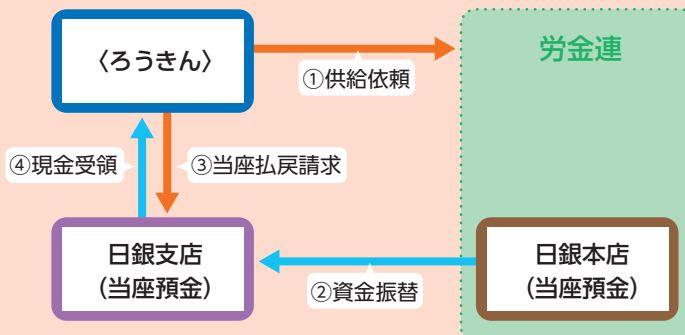 〈ろうきん〉
①供給依頼
労金連
④現金受領
③当座払戻請求
日銀支店
（当座預金）
②資金振替
日銀本店
（当座預金）